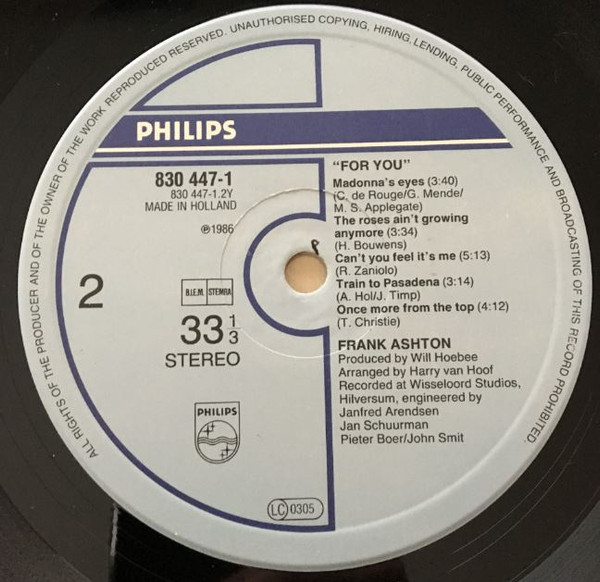 ALL RIGHTS OF THE PRODUCER AND OF THE OWNER OF THE WORK REPRODUCED RESERVED. UNAUTHORISED COPYING, HIRING, LENDING, PUBLIC PERFORMANCE AND BROADCASTING OF THIS RECORD PROHIBITED.
PHILIPS
830 447-1
830 447-1.2Y
MADE IN HOLLAND
℗1986
2
B.I.E.M. STEMRA
33 1/3
STEREO
PHILIPS
LC 0305
"FOR YOU"
Madonna's eyes (3:40)
(C. de Rouge/G. Mende/
M. S. Applegate)
The roses ain't growing
anymore (3:34)
(H. Bouwens)
Can't you feel it's me (5:13)
(R. Zaniolo)
Train to Pasadena (3:14)
(A. Hol/J. Timp)
Once more from the top (4:12)
(T. Christie)
FRANK ASHTON
Produced by Will Hoebee
Arranged by Harry van Hoof
Recorded at Wisseloord Studios,
Hilversum, engineered by
Janfred Arendsen
Jan Schuurman
Pieter Boer/John Smit